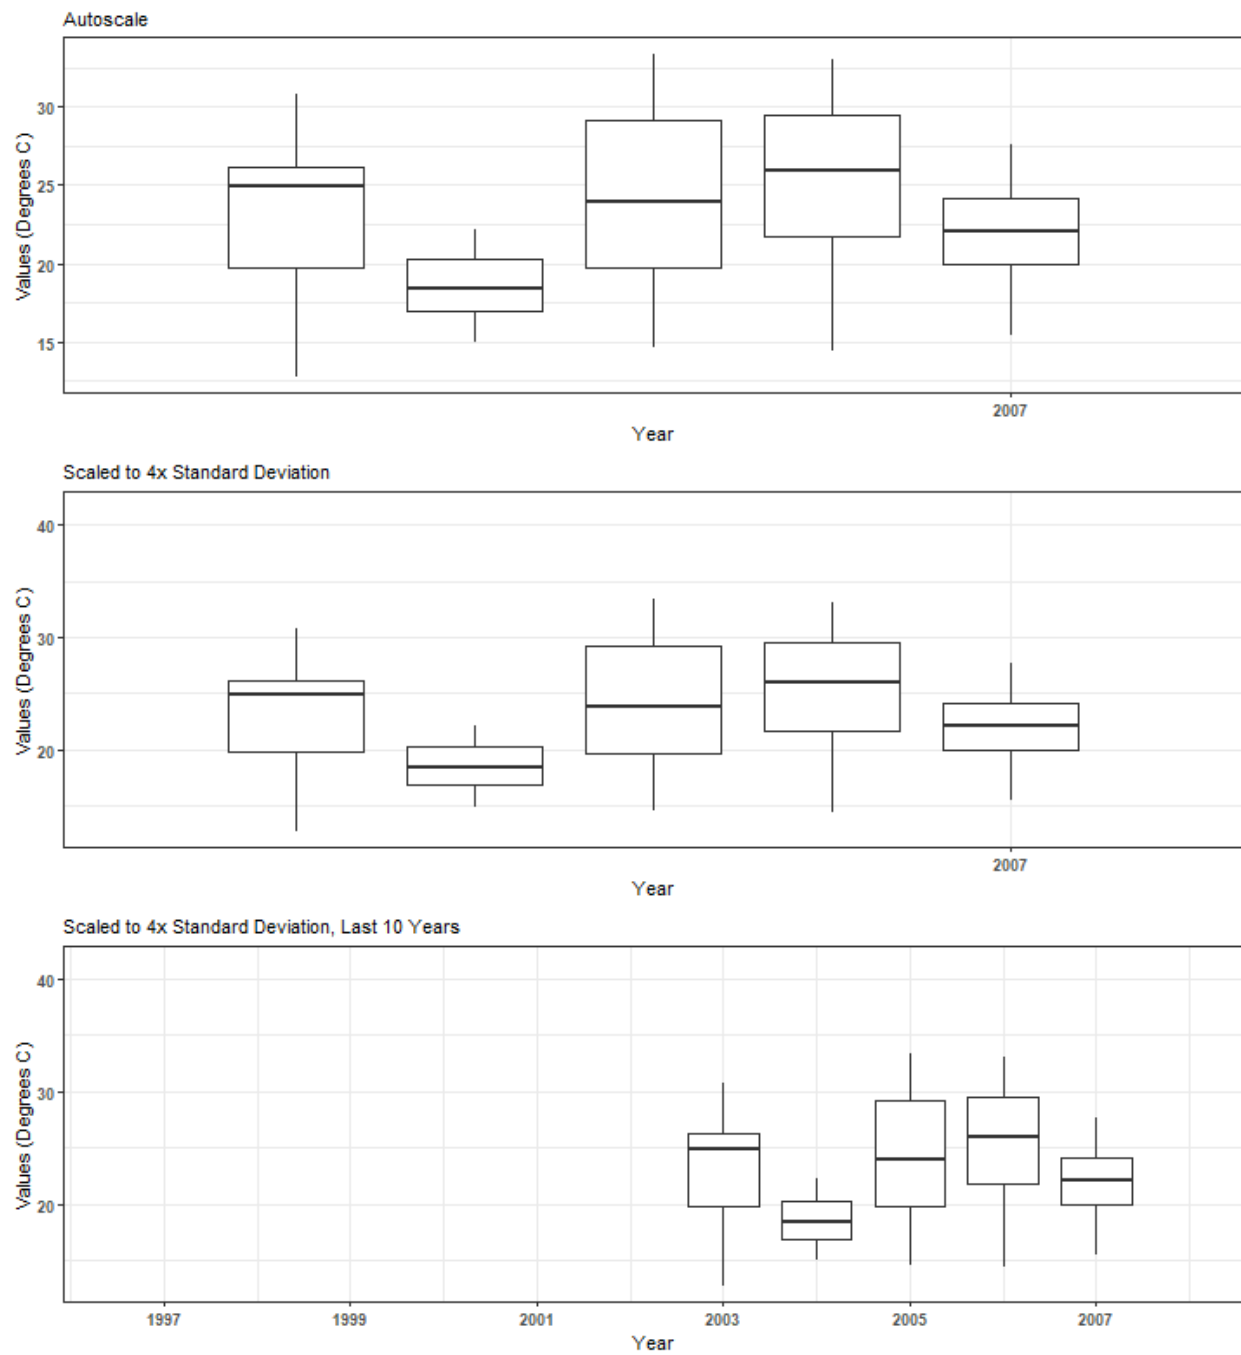 Autoscale
Values (Degrees C)
30
25
20
15
2007
Year
Scaled to 4x Standard Deviation
Values (Degrees C)
40
30
20
2007
Year
Scaled to 4x Standard Deviation, Last 10 Years
Values (Degrees C)
40
30
20
1997 1999 2001 2003 2005 2007
Year